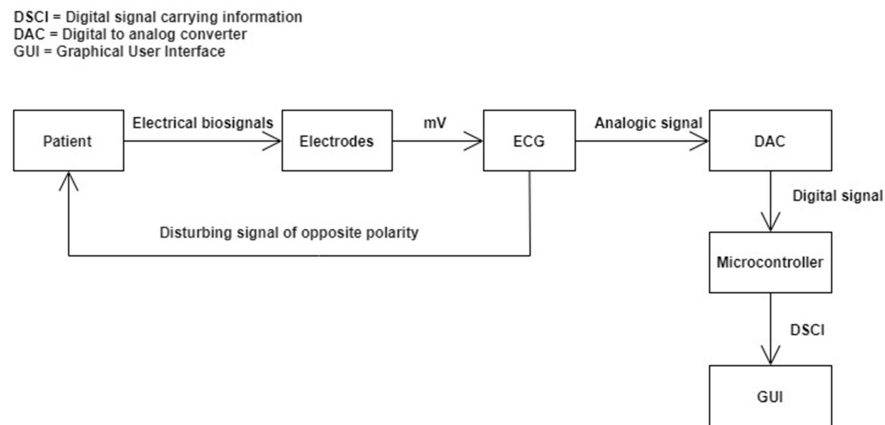 DSCI = Digital signal carrying information
DAC = Digital to analog converter
GUI = Graphical User Interface
Patient
Electrical biosignals
Electrodes
mV
ECG
Analogic signal
DAC
Digital signal
Disturbing signal of opposite polarity
Microcontroller
DSCI
GUI